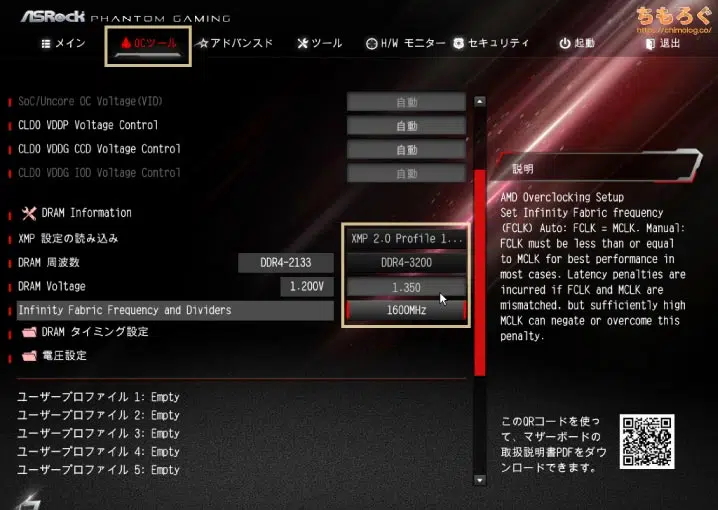 ASRock PHANTOM GAMING
ちもろぐ
https://chimolog.co/
メイン
OCツール
アドバンスド
ツール
H/W モニター
セキュリティ
起動
退出
SoC/Uncore OC Voltage(VID) 自動
CLDO VDDP Voltage Control 自動
CLDO VDDG CCD Voltage Control 自動
CLDO VDDG IOD Voltage Control 自動
DRAM Information
XMP 設定の読み込み XMP 2.0 Profile 1...
DRAM 周波数 DDR4-2133 DDR4-3200
DRAM Voltage 1.200V 1.350
Infinity Fabric Frequency and Dividers 1600MHz
DRAM タイミング設定
電圧設定
ユーザープロファイル 1: Empty
ユーザープロファイル 2: Empty
ユーザープロファイル 3: Empty
ユーザープロファイル 4: Empty
ユーザープロファイル 5: Empty
説明
AMD Overclocking Setup
Set Infinity Fabric frequency
(FCLK) Auto: FCLK = MCLK. Manual:
FCLK must be less than or equal
to MCLK for best performance in
most cases. Latency penalties are
incurred if FCLK and MCLK are
mismatched, but sufficiently high
MCLK can negate or overcome this
penalty.
このQRコードを使っ
て、マザーボードの
取扱説明書PDFをダウ
ンロードできます。